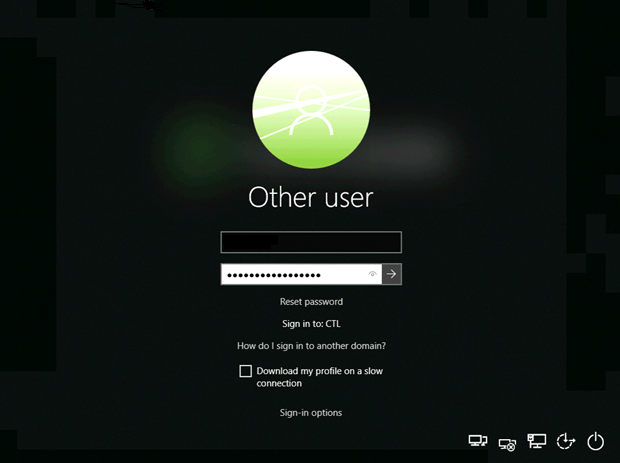 Other user
Reset password
Sign in to: CTL
How do I sign in to another domain?
Download my profile on a slow
connection
Sign-in options